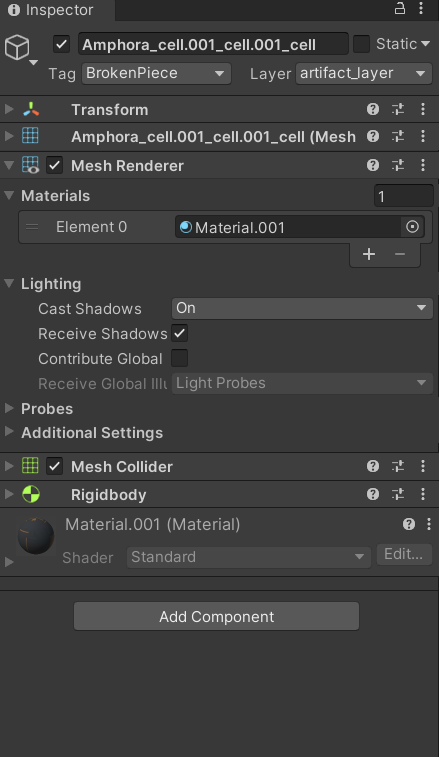 Inspector
Amphora_cell.001_cell.001_cell Static
Tag BrokenPiece Layer artifact_layer
Transform
Amphora_cell.001_cell.001_cell (Mesh
Mesh Renderer
Materials 1
Element 0 Material.001
+ −
Lighting
Cast Shadows On
Receive Shadows
Contribute Global
Receive Global Illu Light Probes
Probes
Additional Settings
Mesh Collider
Rigidbody
Material.001 (Material)
Shader Standard Edit...
Add Component